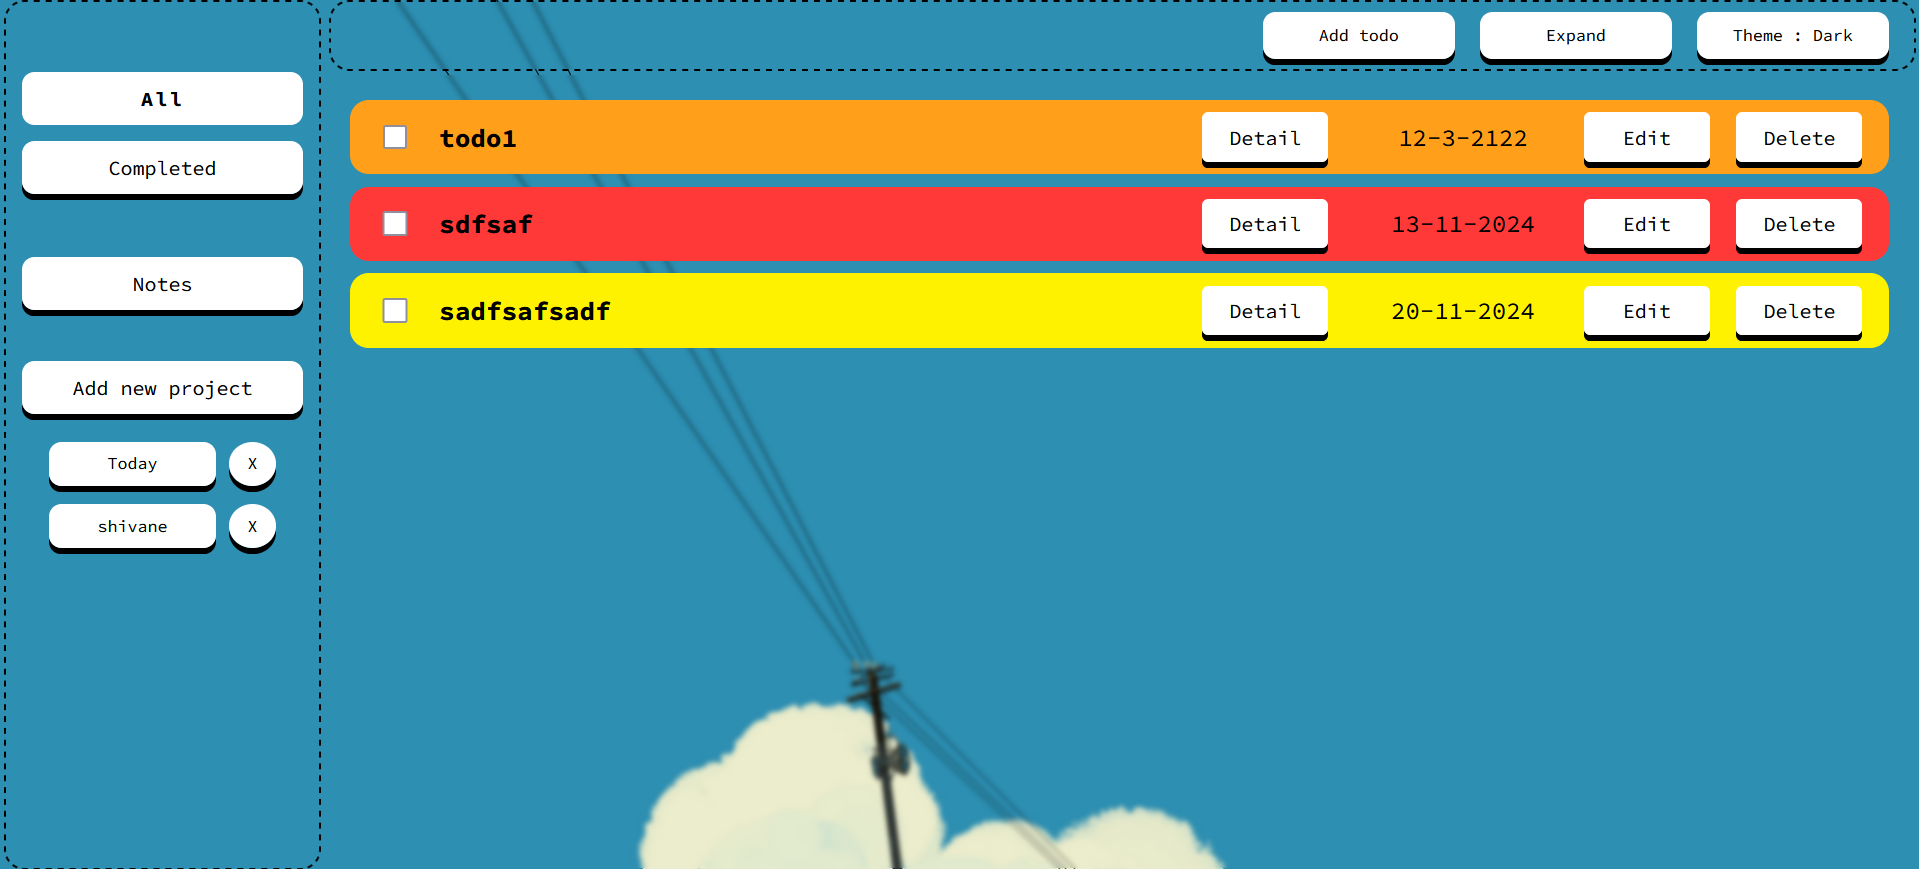 All
Completed
Notes
Add new project
Today X
shivane X
Add todo Expand Theme : Dark
todo1 Detail 12-3-2122 Edit Delete
sdfsaf Detail 13-11-2024 Edit Delete
sadfsafsadf Detail 20-11-2024 Edit Delete